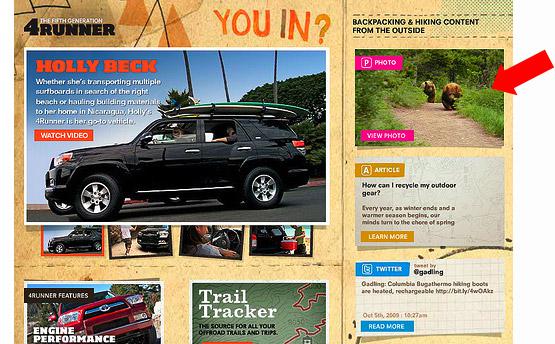 THE FIFTH GENERATION
4RUNNER
YOU IN?
HOLLY BECK
Whether she's transporting multiple
surfboards in search of the right
beach or hauling building materials
to her home in Nicaragua, Holly's
4Runner is her go-to vehicle.
WATCH VIDEO
4RUNNER FEATURES
ENGINE
PERFORMANCE
Trail
Tracker
THE SOURCE FOR ALL YOUR
OFFROAD TRAILS AND TRIPS.
BACKPACKING & HIKING CONTENT
FROM THE OUTSIDE
P PHOTO
VIEW PHOTO
A ARTICLE
How can I recycle my outdoor
gear?
Every year, as winter ends and a
warmer season begins, our
minds turn to the chore of spring
LEARN MORE
TWITTER
tweet by
@gadling
Gadling: Columbia Bugathermo hiking boots
are heated, rechargeable http://bit.ly/4wOAkz
Oct 5th, 2009 : 10:27am
READ MORE